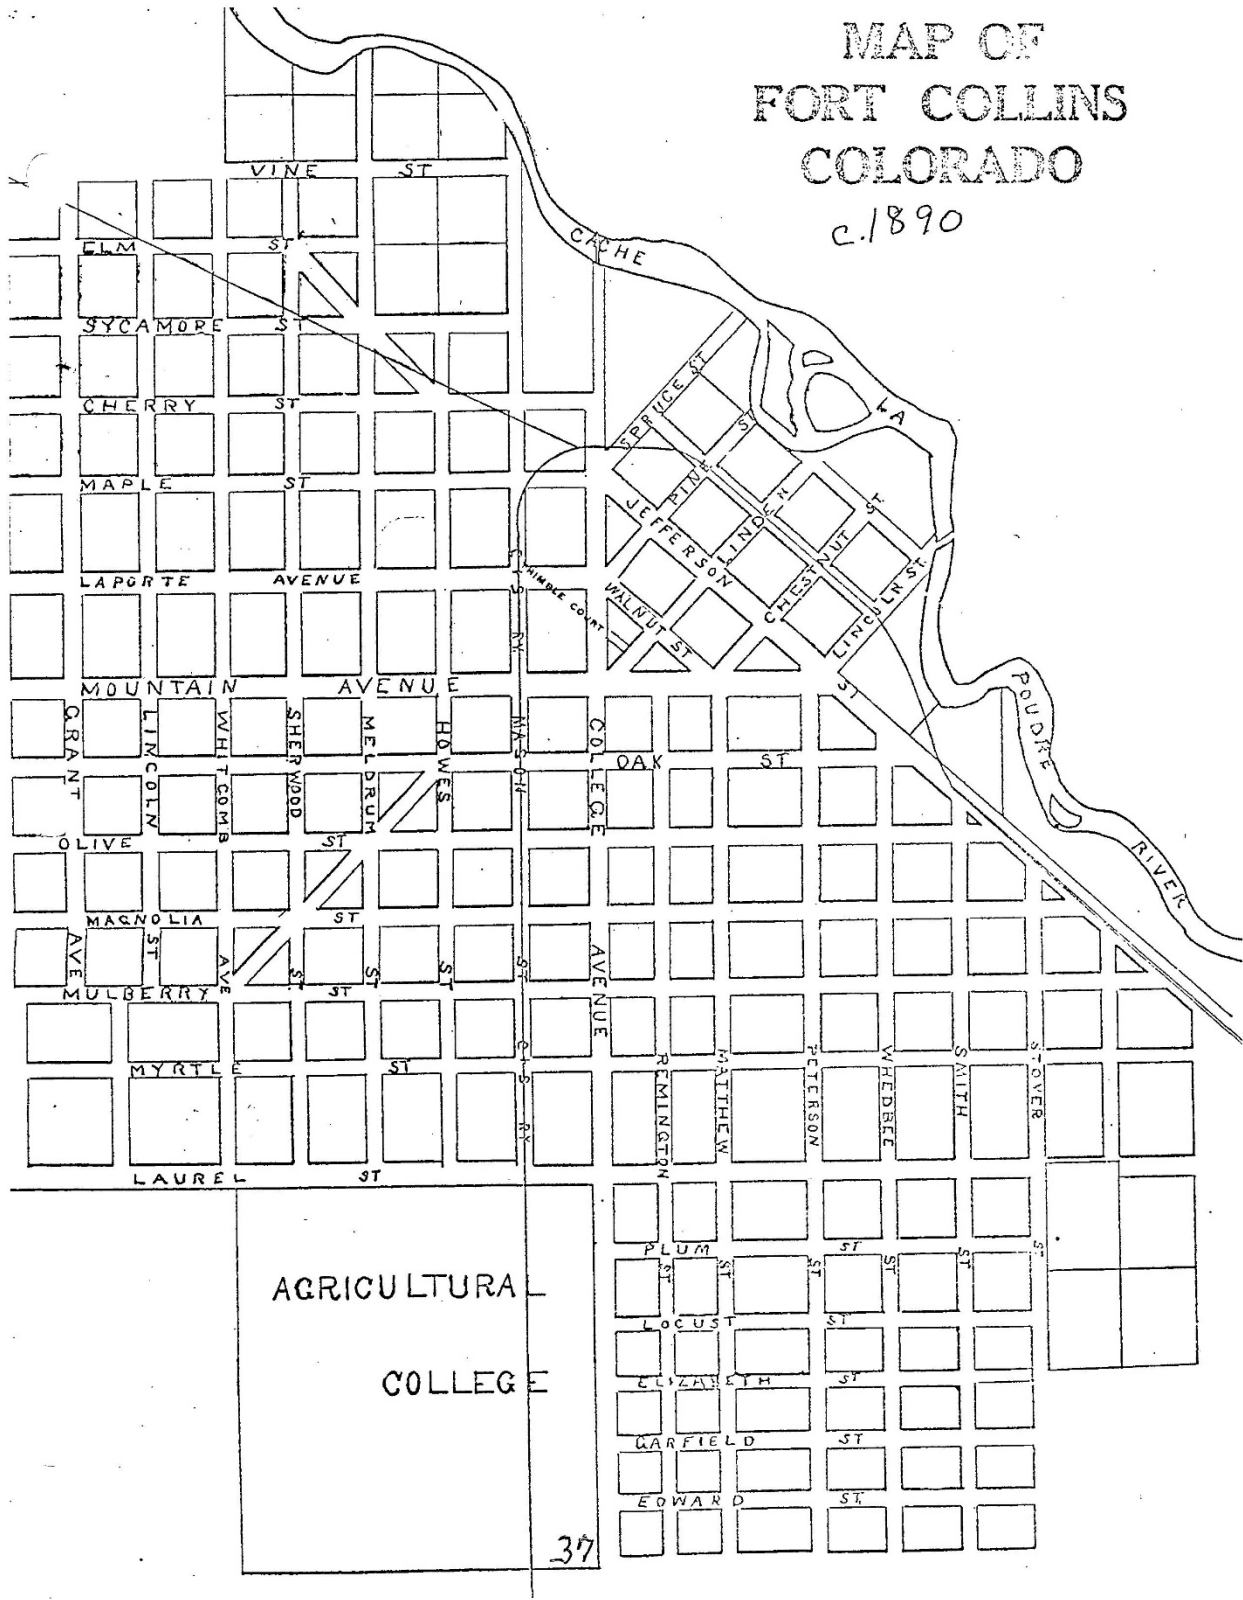 MAP OF
FORT COLLINS
COLORADO
c.1890
VINE ST
CACHE
ELM ST
SYCAMORE ST
SPRUCE ST
LA
CHERRY ST
PINE ST
MAPLE ST
JEFFERSON
LINDEN
ST
CHESTNUT
LINCOLN ST.
LAPORTE AVENUE
THIMBLE COURT
WALNUT ST
C & S RY
ST
MOUNTAIN AVENUE
POUDRE
GRANT
LINCOLN
WHITCOMB
SHERWOOD
MELDRUM
HOWES
MASON
COLLEGE
OAK ST
OLIVE ST
RIVER
MAGNOLIA ST
AVE
ST
AVE
ST.
ST
ST
ST
AVENUE
MULBERRY ST
C & S RY
MYRTLE ST
REMINGTON
MATTHEW
PETERSON
WHEDBEE
SMITH
STOVER
LAUREL ST
PLUM ST
ST
ST
ST
ST
ST
ST
AGRICULTURAL
COLLEGE
LOCUST ST
ELIZABETH ST
GARFIELD ST
EDWARD ST.
37